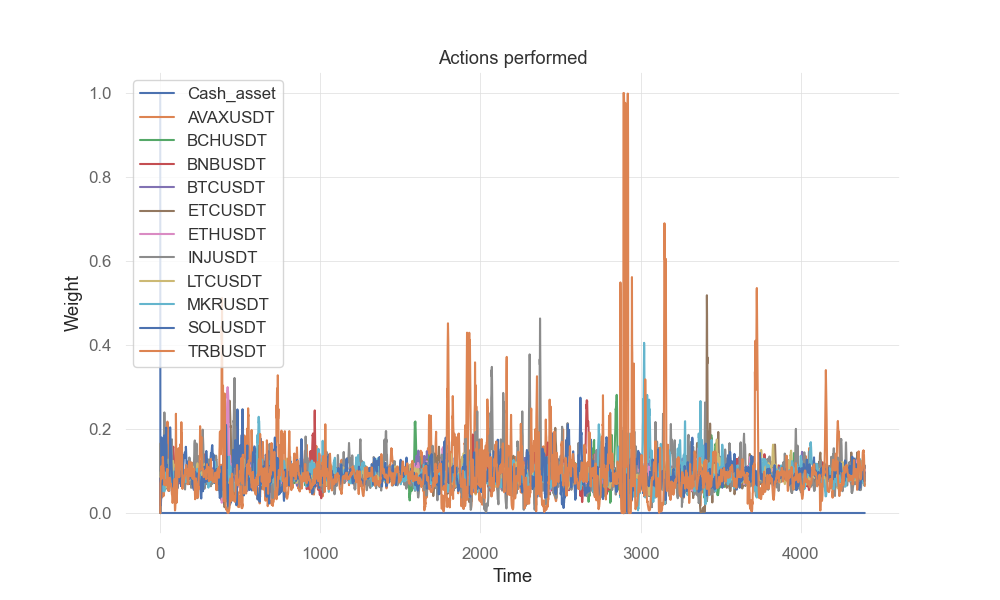 Actions performed
1.0
0.8
0.6
0.4
0.2
0.0
Weight
Cash_asset
AVAXUSDT
BCHUSDT
BNBUSDT
BTCUSDT
ETCUSDT
ETHUSDT
INJUSDT
LTCUSDT
MKRUSDT
SOLUSDT
TRBUSDT
0 1000 2000 3000 4000
Time